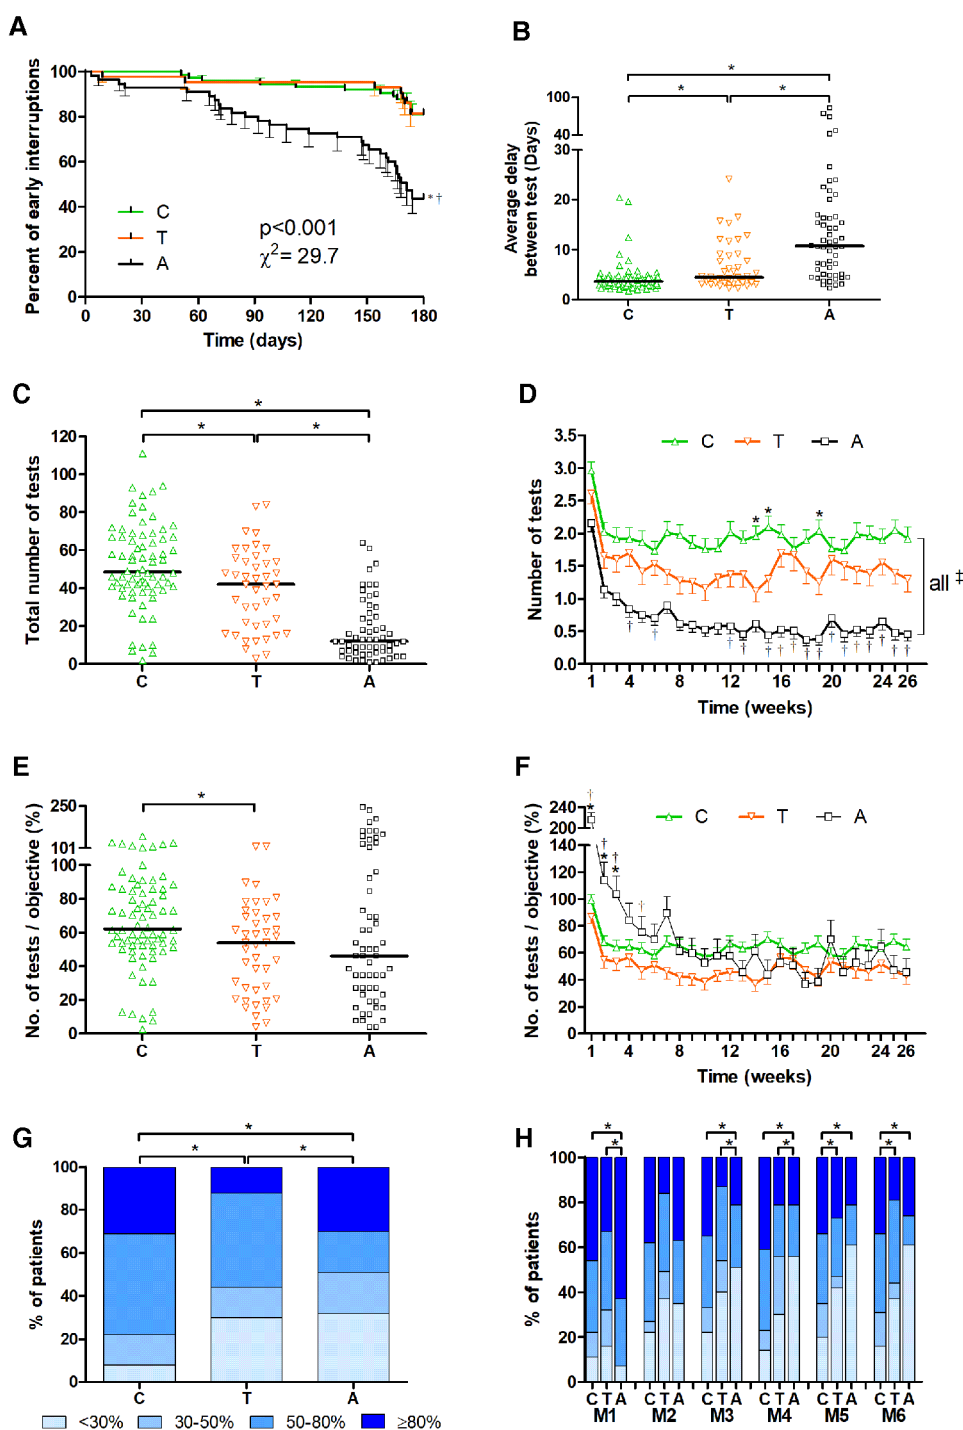 A
Percent of early interruptions
100
80
60
40
20
0
C
T
A
p<0.001
χ²= 29.7
*†
0 30 60 90 120 150 180
Time (days)
B
Average delay
between test (Days)
100
40
30
20
10
0
* * *
C T A
C
Total number of tests
120
100
80
60
40
20
0
* * *
C T A
D
Number of tests
3.5
3.0
2.5
2.0
1.5
1.0
0.5
0.0
C T A
* * *
all ‡
† † † † † † † † † † † † † †
1 4 8 12 16 20 24 26
Time (weeks)
E
No. of tests / objective (%)
250
101
100
80
60
40
20
0
*
C T A
F
No. of tests / objective (%)
240
200
140
120
100
80
60
40
20
0
C T A
† † † †
* * *
1 4 8 12 16 20 24 26
Time (weeks)
G
% of patients
100
80
60
40
20
0
* * *
C T A
<30% 30-50% 50-80% ≥80%
H
% of patients
100
80
60
40
20
0
* * * * * * * * * *
C T A C T A C T A C T A C T A C T A
M1 M2 M3 M4 M5 M6